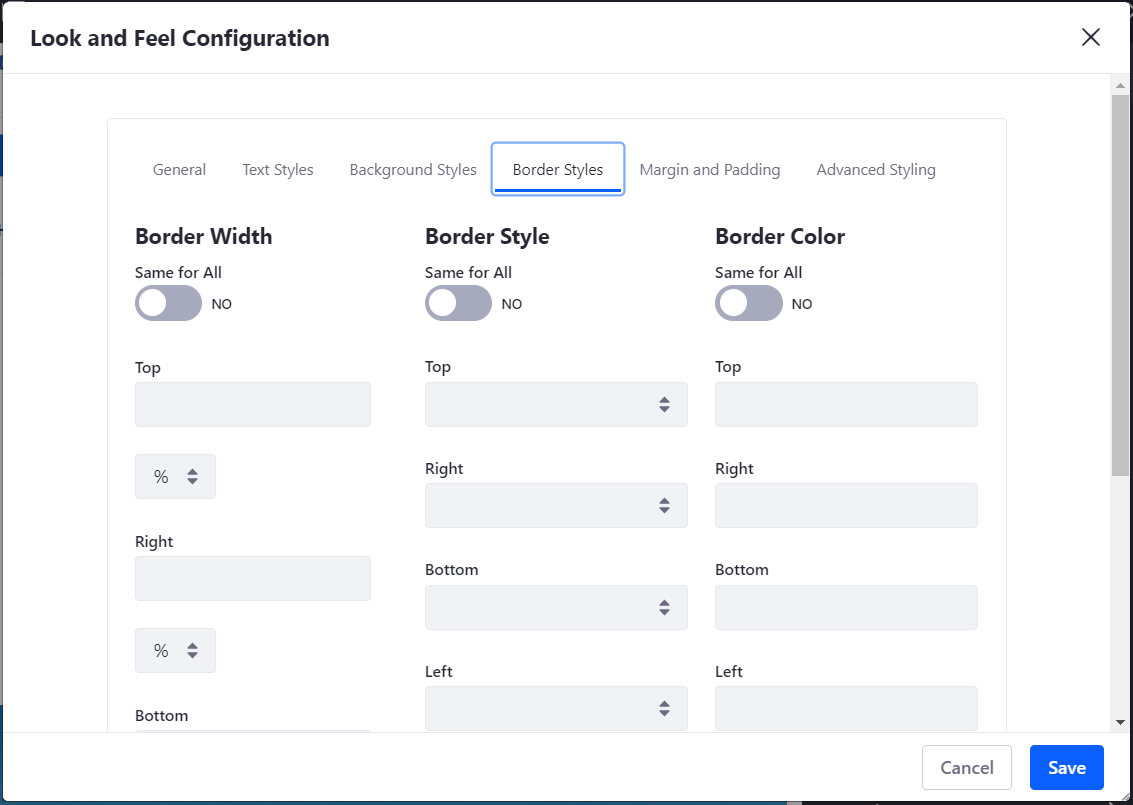 Look and Feel Configuration
General Text Styles Background Styles Border Styles Margin and Padding Advanced Styling
Border Width Border Style Border Color
Same for All Same for All Same for All
NO NO NO
Top Top Top
%
Right Right
Right
Bottom Bottom
%
Left Left
Bottom
Cancel Save